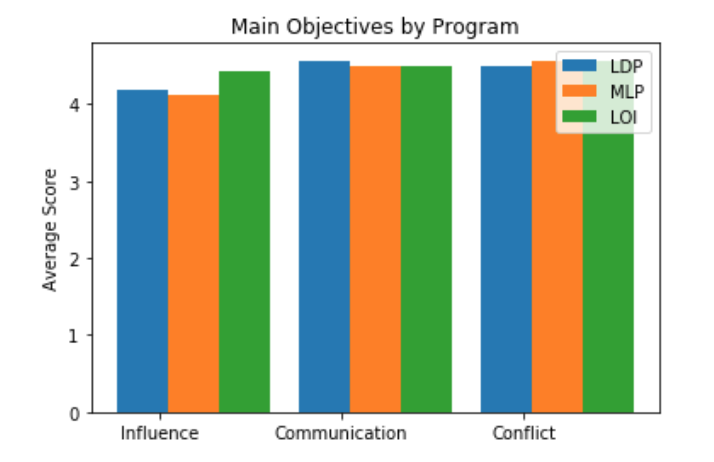 Main Objectives by Program
LDP
MLP
LOI
Average Score
4
3
2
1
0
Influence
Communication
Conflict